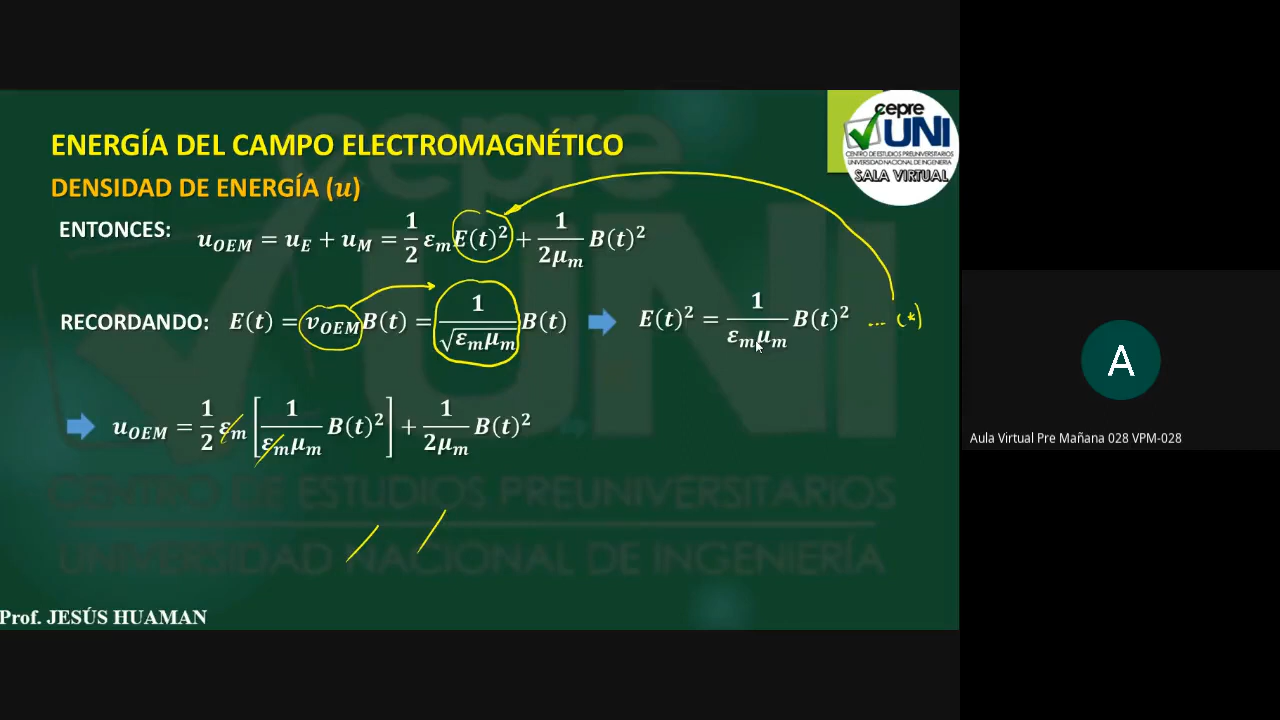 cepre
UNI
CENTRO DE ESTUDIOS PREUNIVERSITARIOS
UNIVERSIDAD NACIONAL DE INGENIERÍA
SALA VIRTUAL
ENERGÍA DEL CAMPO ELECTROMAGNÉTICO
DENSIDAD DE ENERGÍA (u)
ENTONCES: u_OEM = u_E + u_M = 1/2 ε_m E(t)² + 1/(2μ_m) B(t)²
RECORDANDO: E(t) = v_OEM B(t) = 1/√(ε_m μ_m) B(t) ➡ E(t)² = 1/(ε_m μ_m) B(t)² ... (*)
➡ u_OEM = 1/2 ε_m [1/(ε_m μ_m) B(t)²] + 1/(2μ_m) B(t)²
cepre
UNI
CENTRO DE ESTUDIOS PREUNIVERSITARIOS
UNIVERSIDAD NACIONAL DE INGENIERÍA
Prof. JESÚS HUAMAN
A
Aula Virtual Pre Mañana 028 VPM-028